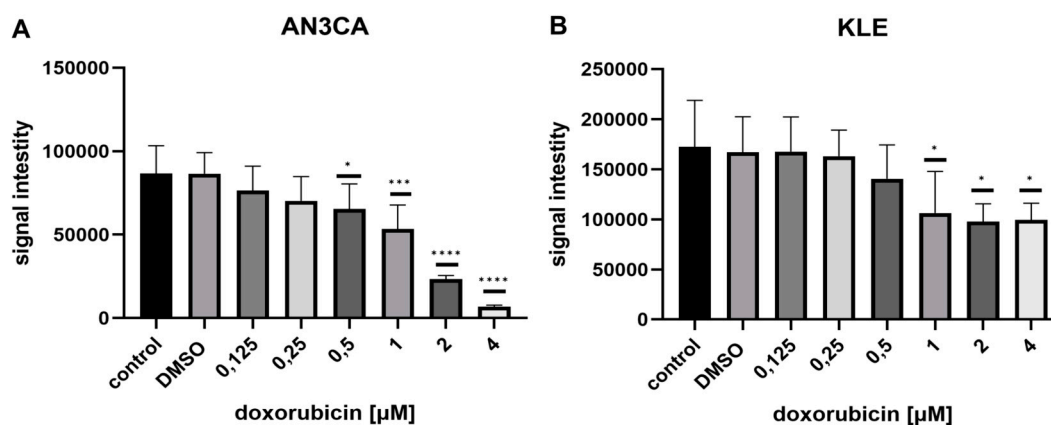 A
AN3CA
signal intestity
150000
100000
50000
0
*
***
****
****
control
DMSO
0,125
0,25
0,5
1
2
4
doxorubicin [µM]
B
KLE
signal intestity
250000
200000
150000
100000
50000
0
*
*
*
control
DMSO
0,125
0,25
0,5
1
2
4
doxorubicin [µM]